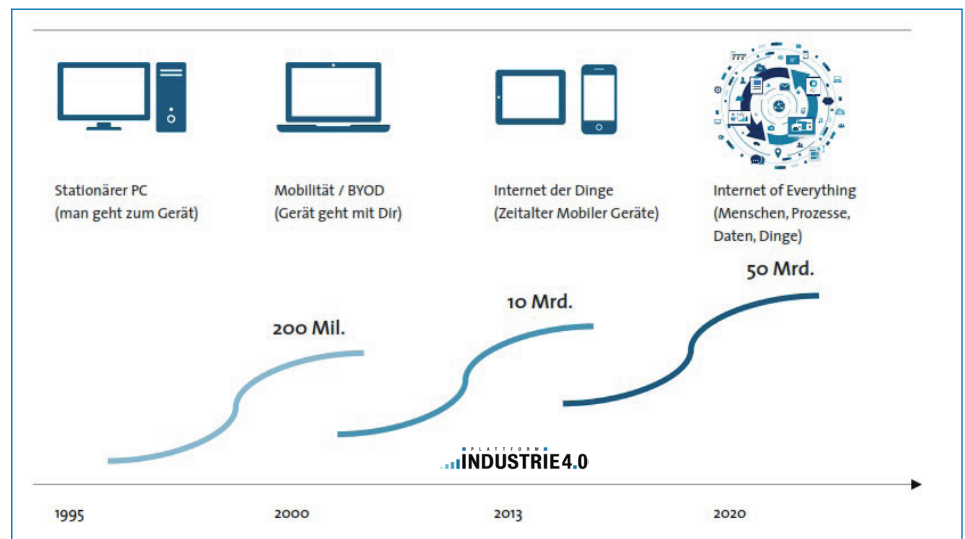 Stationärer PC
(man geht zum Gerät)
Mobilität / BYOD
(Gerät geht mit Dir)
Internet der Dinge
(Zeitalter Mobiler Geräte)
Internet of Everything
(Menschen, Prozesse,
Daten, Dinge)
200 Mil.
10 Mrd.
50 Mrd.
PLATTFORM
INDUSTRIE4.0
1995
2000
2013
2020